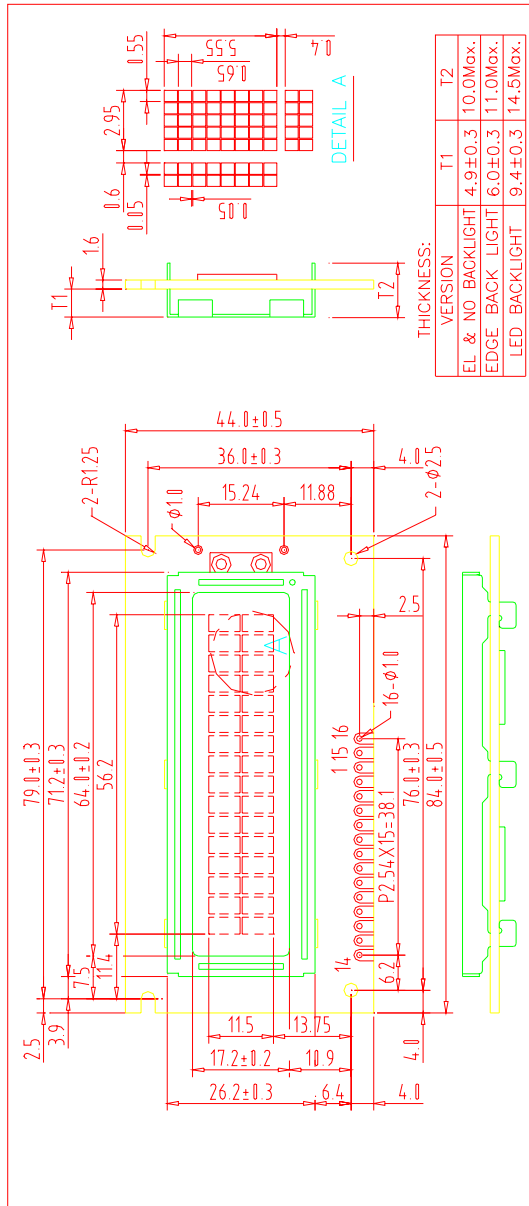 0.55
5.55
0.65
0.4
2.95
0.6
0.05
0.05
DETAIL A
1.6
T1
T2
THICKNESS:
VERSION T1 T2
EL & NO BACKLIGHT 4.9±0.3 10.0Max.
EDGE BACK LIGHT 6.0±0.3 11.0Max.
LED BACKLIGHT 9.4±0.3 14.5Max.
44.0±0.5
36.0±0.3
4.0
2-R1.25
ϕ1.0
15.24
11.88
2-ϕ2.5
79.0±0.3
71.2±0.3
64.0±0.2
56.2
A
2.5
16-ϕ1.0
1 15 16
P2.54X15=38.1
76.0±0.3
84.0±0.5
14
6.2
7.5
11.4
2.5
3.9
11.5
13.75
17.2±0.2
10.9
26.2±0.3
6.4
4.0
4.0